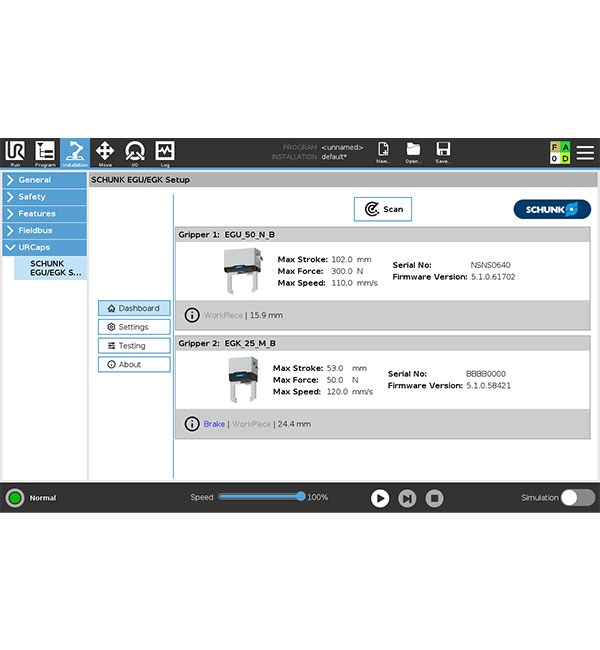 UR
Run
Program
Installation
Move
I/O
Log
PROGRAM <unnamed>
INSTALLATION default*
New...
Open...
Save...
F A
0 D
General
Safety
Features
Fieldbus
URCaps
SCHUNK
EGU/EGK S...
SCHUNK EGU/EGK Setup
Scan
SCHUNK
Dashboard
Settings
Testing
About
Gripper 1: EGU_50_N_B
Max Stroke: 102.0 mm
Max Force: 300.0 N
Max Speed: 110.0 mm/s
Serial No: NSNS0640
Firmware Version: 5.1.0.61702
WorkPiece | 15.9 mm
Gripper 2: EGK_25_M_B
Max Stroke: 53.0 mm
Max Force: 50.0 N
Max Speed: 120.0 mm/s
Serial No: BBBB0000
Firmware Version: 5.1.0.58421
Brake | WorkPiece | 24.4 mm
Normal
Speed 100%
Simulation